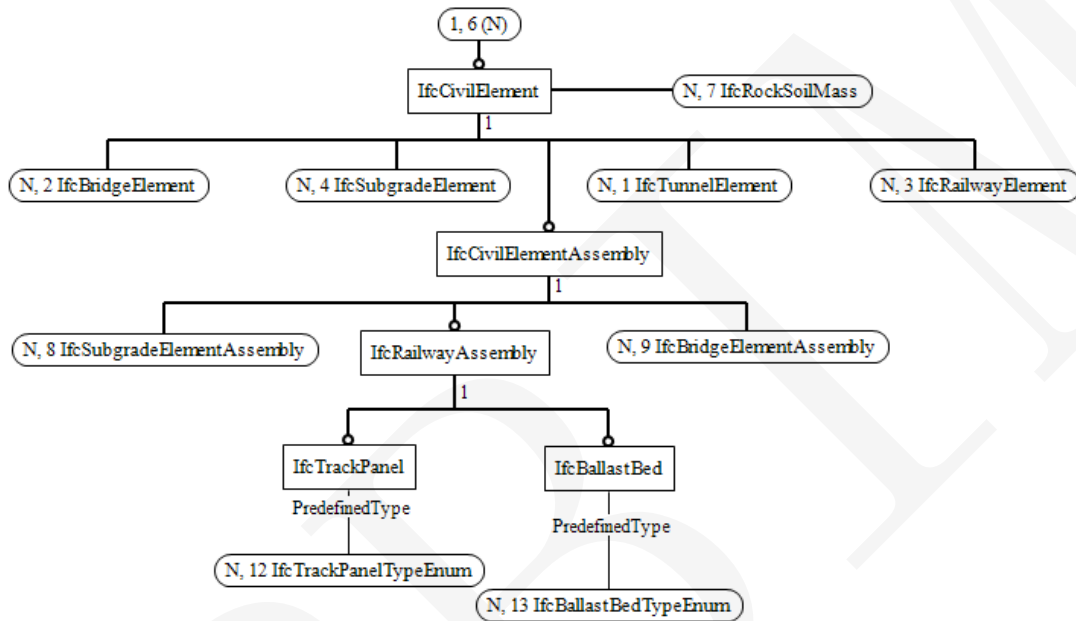 1, 6 (N)
IfcCivilElement
N, 7 IfcRockSoilMass
1
N, 2 IfcBridgeElement
N, 4 IfcSubgradeElement
N, 1 IfcTunnelElement
N, 3 IfcRailwayElement
IfcCivilElementAssembly
1
N, 8 IfcSubgradeElementAssembly
IfcRailwayAssembly
N, 9 IfcBridgeElementAssembly
1
IfcTrackPanel
IfcBallastBed
PredefinedType
PredefinedType
N, 12 IfcTrackPanelTypeEnum
N, 13 IfcBallastBedTypeEnum